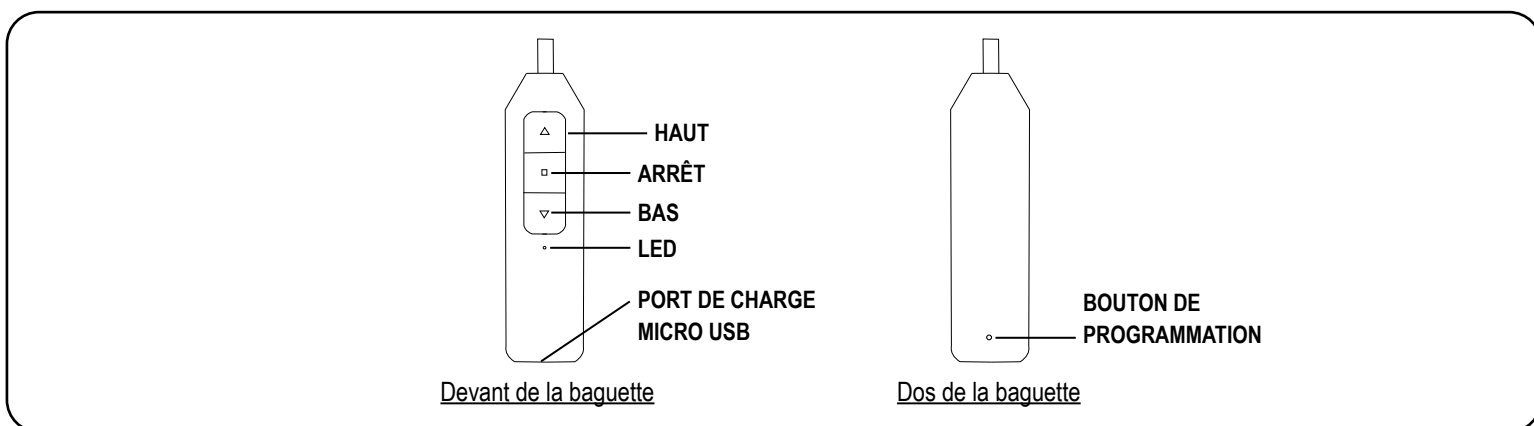 HAUT
ARRÊT
BAS
LED
PORT DE CHARGE
MICRO USB
Devant de la baguette
BOUTON DE
PROGRAMMATION
Dos de la baguette